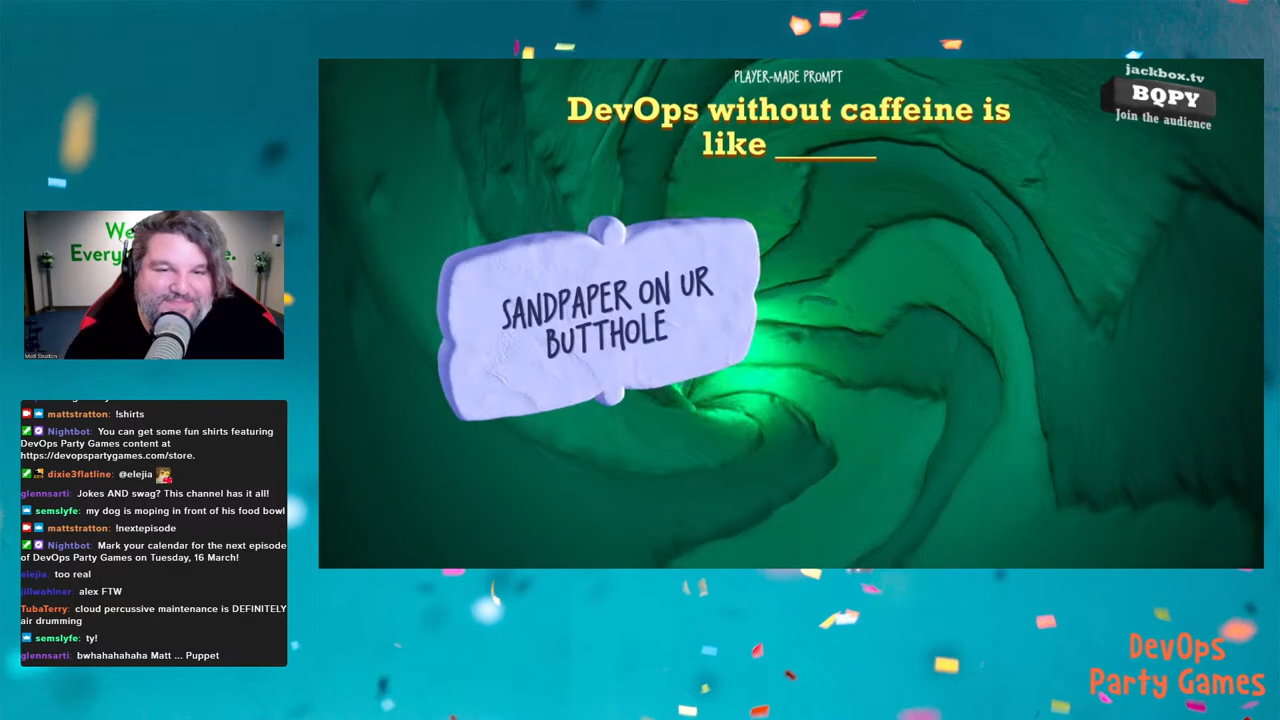 PLAYER-MADE PROMPT
DevOps without caffeine is
like ______
jackbox.tv
BQPY
Join the audience
SANDPAPER ON UR
BUTTHOLE
We
Every
e.
Matt Stratton
mattstratton: !shirts
Nightbot: You can get some fun shirts featuring
DevOps Party Games content at
https://devopspartygames.com/store.
dixie3flatline: @elejia
glennsarti: Jokes AND swag? This channel has it all!
semslyfe: my dog is moping in front of his food bowl
mattstratton: !nextepisode
Nightbot: Mark your calendar for the next episode
of DevOps Party Games on Tuesday, 16 March!
elejia: too real
jillwohlner: alex FTW
TubaTerry: cloud percussive maintenance is DEFINITELY
air drumming
semslyfe: ty!
glennsarti: bwhahahahaha Matt ... Puppet
DevOps
Party Games